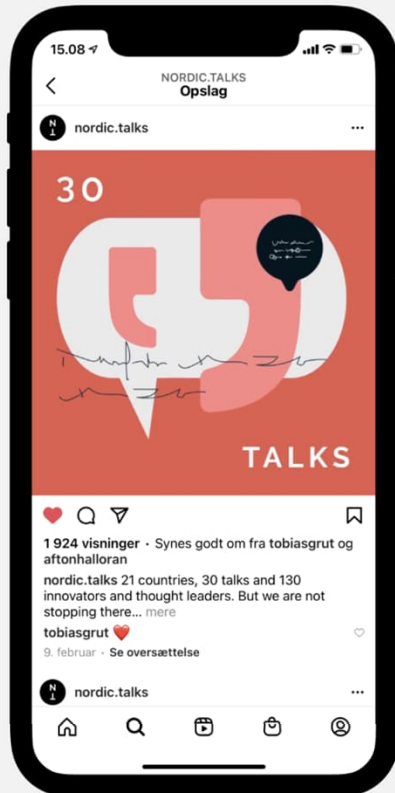 15.08
NORDIC.TALKS
Opslag
N
T
nordic.talks
30
TALKS
1 924 visninger · Synes godt om fra tobiasgrut og
aftonhalloran
nordic.talks 21 countries, 30 talks and 130
innovators and thought leaders. But we are not
stopping there... mere
tobiasgrut ❤️
9. februar · Se oversættelse
N
T
nordic.talks